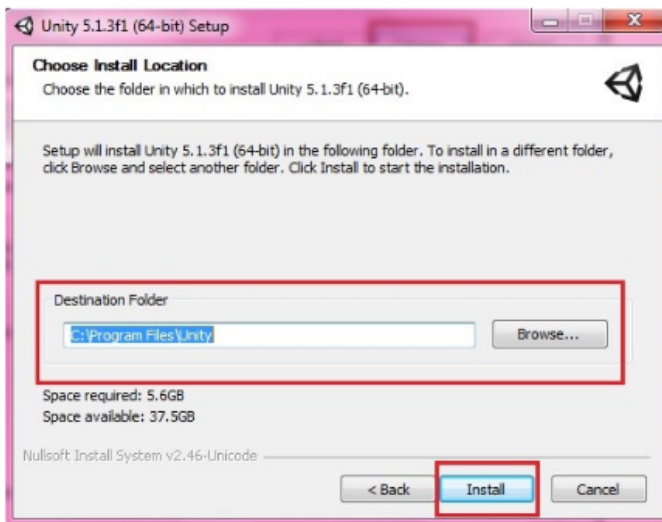 Unity 5.1.3f1 (64-bit) Setup
Choose Install Location
Choose the folder in which to install Unity 5.1.3f1 (64-bit).
Setup will install Unity 5.1.3f1 (64-bit) in the following folder. To install in a different folder,
click Browse and select another folder. Click Install to start the installation.
Destination Folder
C:\Program Files\Unity
Browse...
Space required: 5.6GB
Space available: 37.5GB
Nullsoft Install System v2.46-Unicode
< Back Install Cancel